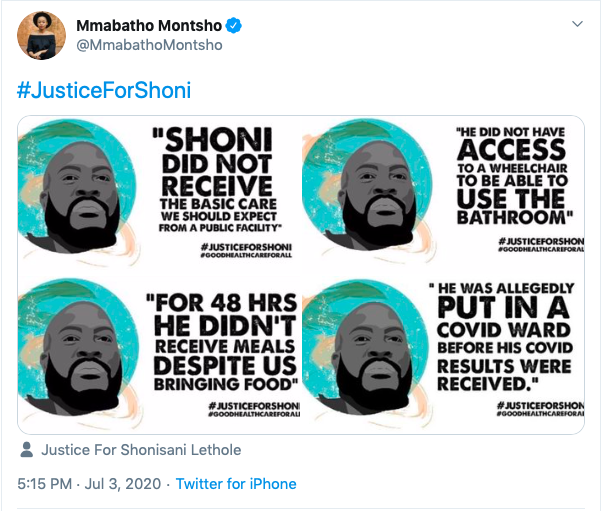 Mmabatho Montsho
@MmabathoMontsho
#JusticeForShoni
"SHONI
DID NOT
RECEIVE
THE BASIC CARE
WE SHOULD EXPECT
FROM A PUBLIC FACILITY"
#JUSTICEFORSHONI
#GOODHEALTHCAREFORALL
"HE DID NOT HAVE
ACCESS
TO A WHEELCHAIR
TO BE ABLE TO
USE THE
BATHROOM"
#JUSTICEFORSHON
#GOODHEALTHCAREFORAL
"FOR 48 HRS
HE DIDN'T
RECEIVE MEALS
DESPITE US
BRINGING FOOD"
#JUSTICEFORSHONI
#GOODHEALTHCAREFORALL
" HE WAS ALLEGEDLY
PUT IN A
COVID WARD
BEFORE HIS COVID
RESULTS WERE
RECEIVED."
#JUSTICEFORSHON
#GOODHEALTHCAREFORAL
Justice For Shonisani Lethole
5:15 PM · Jul 3, 2020 · Twitter for iPhone